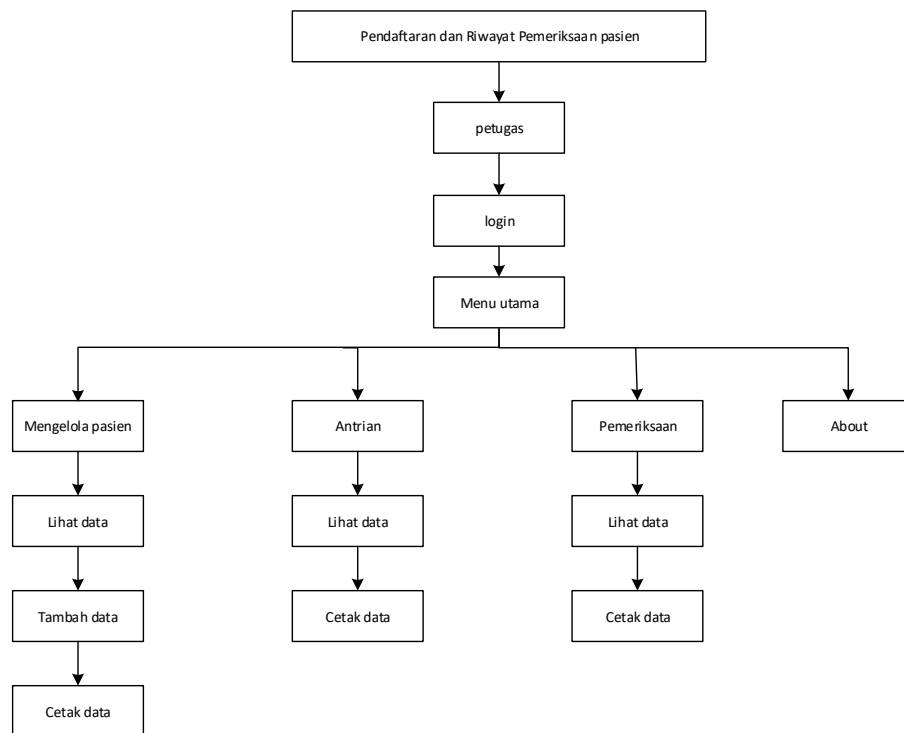 Pendaftaran dan Riwayat Pemeriksaan pasien
petugas
login
Menu utama
Mengelola pasien
Antrian
Pemeriksaan
About
Lihat data
Lihat data
Lihat data
Tambah data
Cetak data
Cetak data
Cetak data